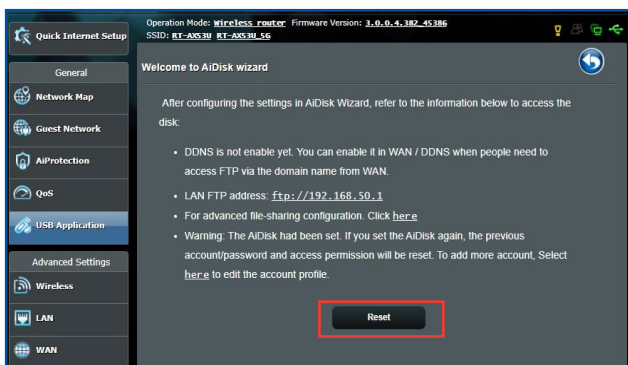 Quick Internet Setup
General
Network Map
Guest Network
AiProtection
QoS
USB Application
Advanced Settings
Wireless
LAN
WAN
Operation Mode: Wireless router Firmware Version: 3.0.0.4.382_45386
SSID: RT-AX53U RT-AX53U_5G
Welcome to AiDisk wizard
After configuring the settings in AiDisk Wizard, refer to the information below to access the
disk:
• DDNS is not enable yet. You can enable it in WAN / DDNS when people need to
access FTP via the domain name from WAN.
• LAN FTP address: ftp://192.168.50.1
• For advanced file-sharing configuration. Click here
• Warning: The AiDisk had been set. If you set the AiDisk again, the previous
account/password and access permission will be reset. To add more account, Select
here to edit the account profile.
Reset